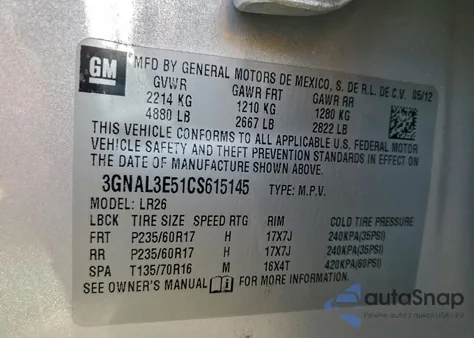 GM
MFD BY GENERAL MOTORS DE MEXICO, S. DE R.L. DE C.V. 05/12
GVWR GAWR FRT GAWR RR
2214 KG 1210 KG 1280 KG
4880 LB 2667 LB 2822 LB
THIS VEHICLE CONFORMS TO ALL APPLICABLE U.S. FEDERAL MOTOR
VEHICLE SAFETY, BUMPER, AND THEFT PREVENTION STANDARDS IN EFFECT ON
THE DATE OF MANUFACTURE SHOWN ABOVE.
3GNAL3E51CS615145 TYPE: M.P.V.
MODEL: LR26
LBCK TIRE SIZE SPEED RTG RIM COLD TIRE PRESSURE
FRT P235/60R17 H 17X7J 240KPA(35PSI)
RR P235/60R17 H 17X7J 240KPA(35PSI)
SPA T135/70R16 M 16X4T 420KPA(60PSI)
SEE OWNER'S MANUAL FOR MORE INFORMATION.
autoSnap